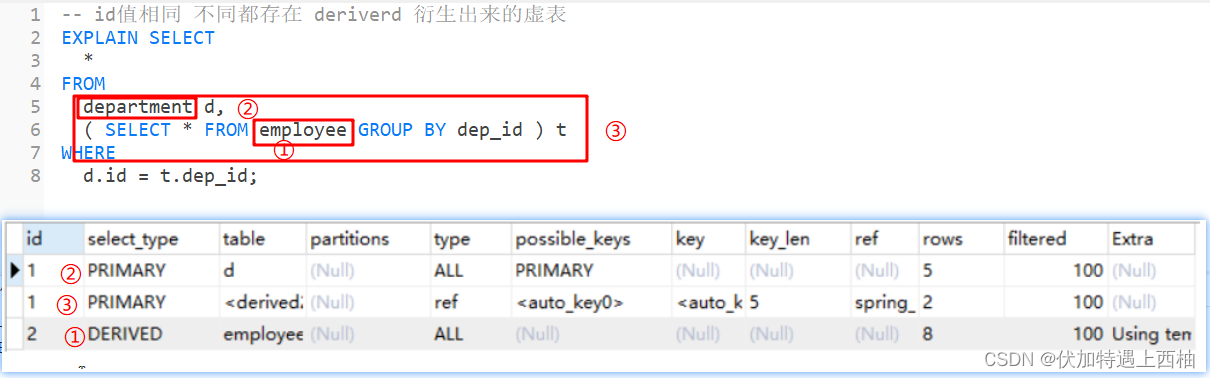 1 -- id值相同 不同都存在 deriverd 衍生出来的虚表
2 EXPLAIN SELECT
3 *
4 FROM
5 department d, ②
6 ( SELECT * FROM employee GROUP BY dep_id ) t ③
①
7 WHERE
8 d.id = t.dep_id;
id select_type table partitions type possible_keys key key_len ref rows filtered Extra
1 ② PRIMARY d (Null) ALL PRIMARY (Null) (Null) (Null) 5 100 (Null)
1 ③ PRIMARY <derived2 (Null) ref <auto_key0> <auto_k 5 spring_ 2 100 (Null)
2 ① DERIVED employee (Null) ALL (Null) (Null) (Null) (Null) 8 100 Using tem
CSDN @伏加特遇上西柚